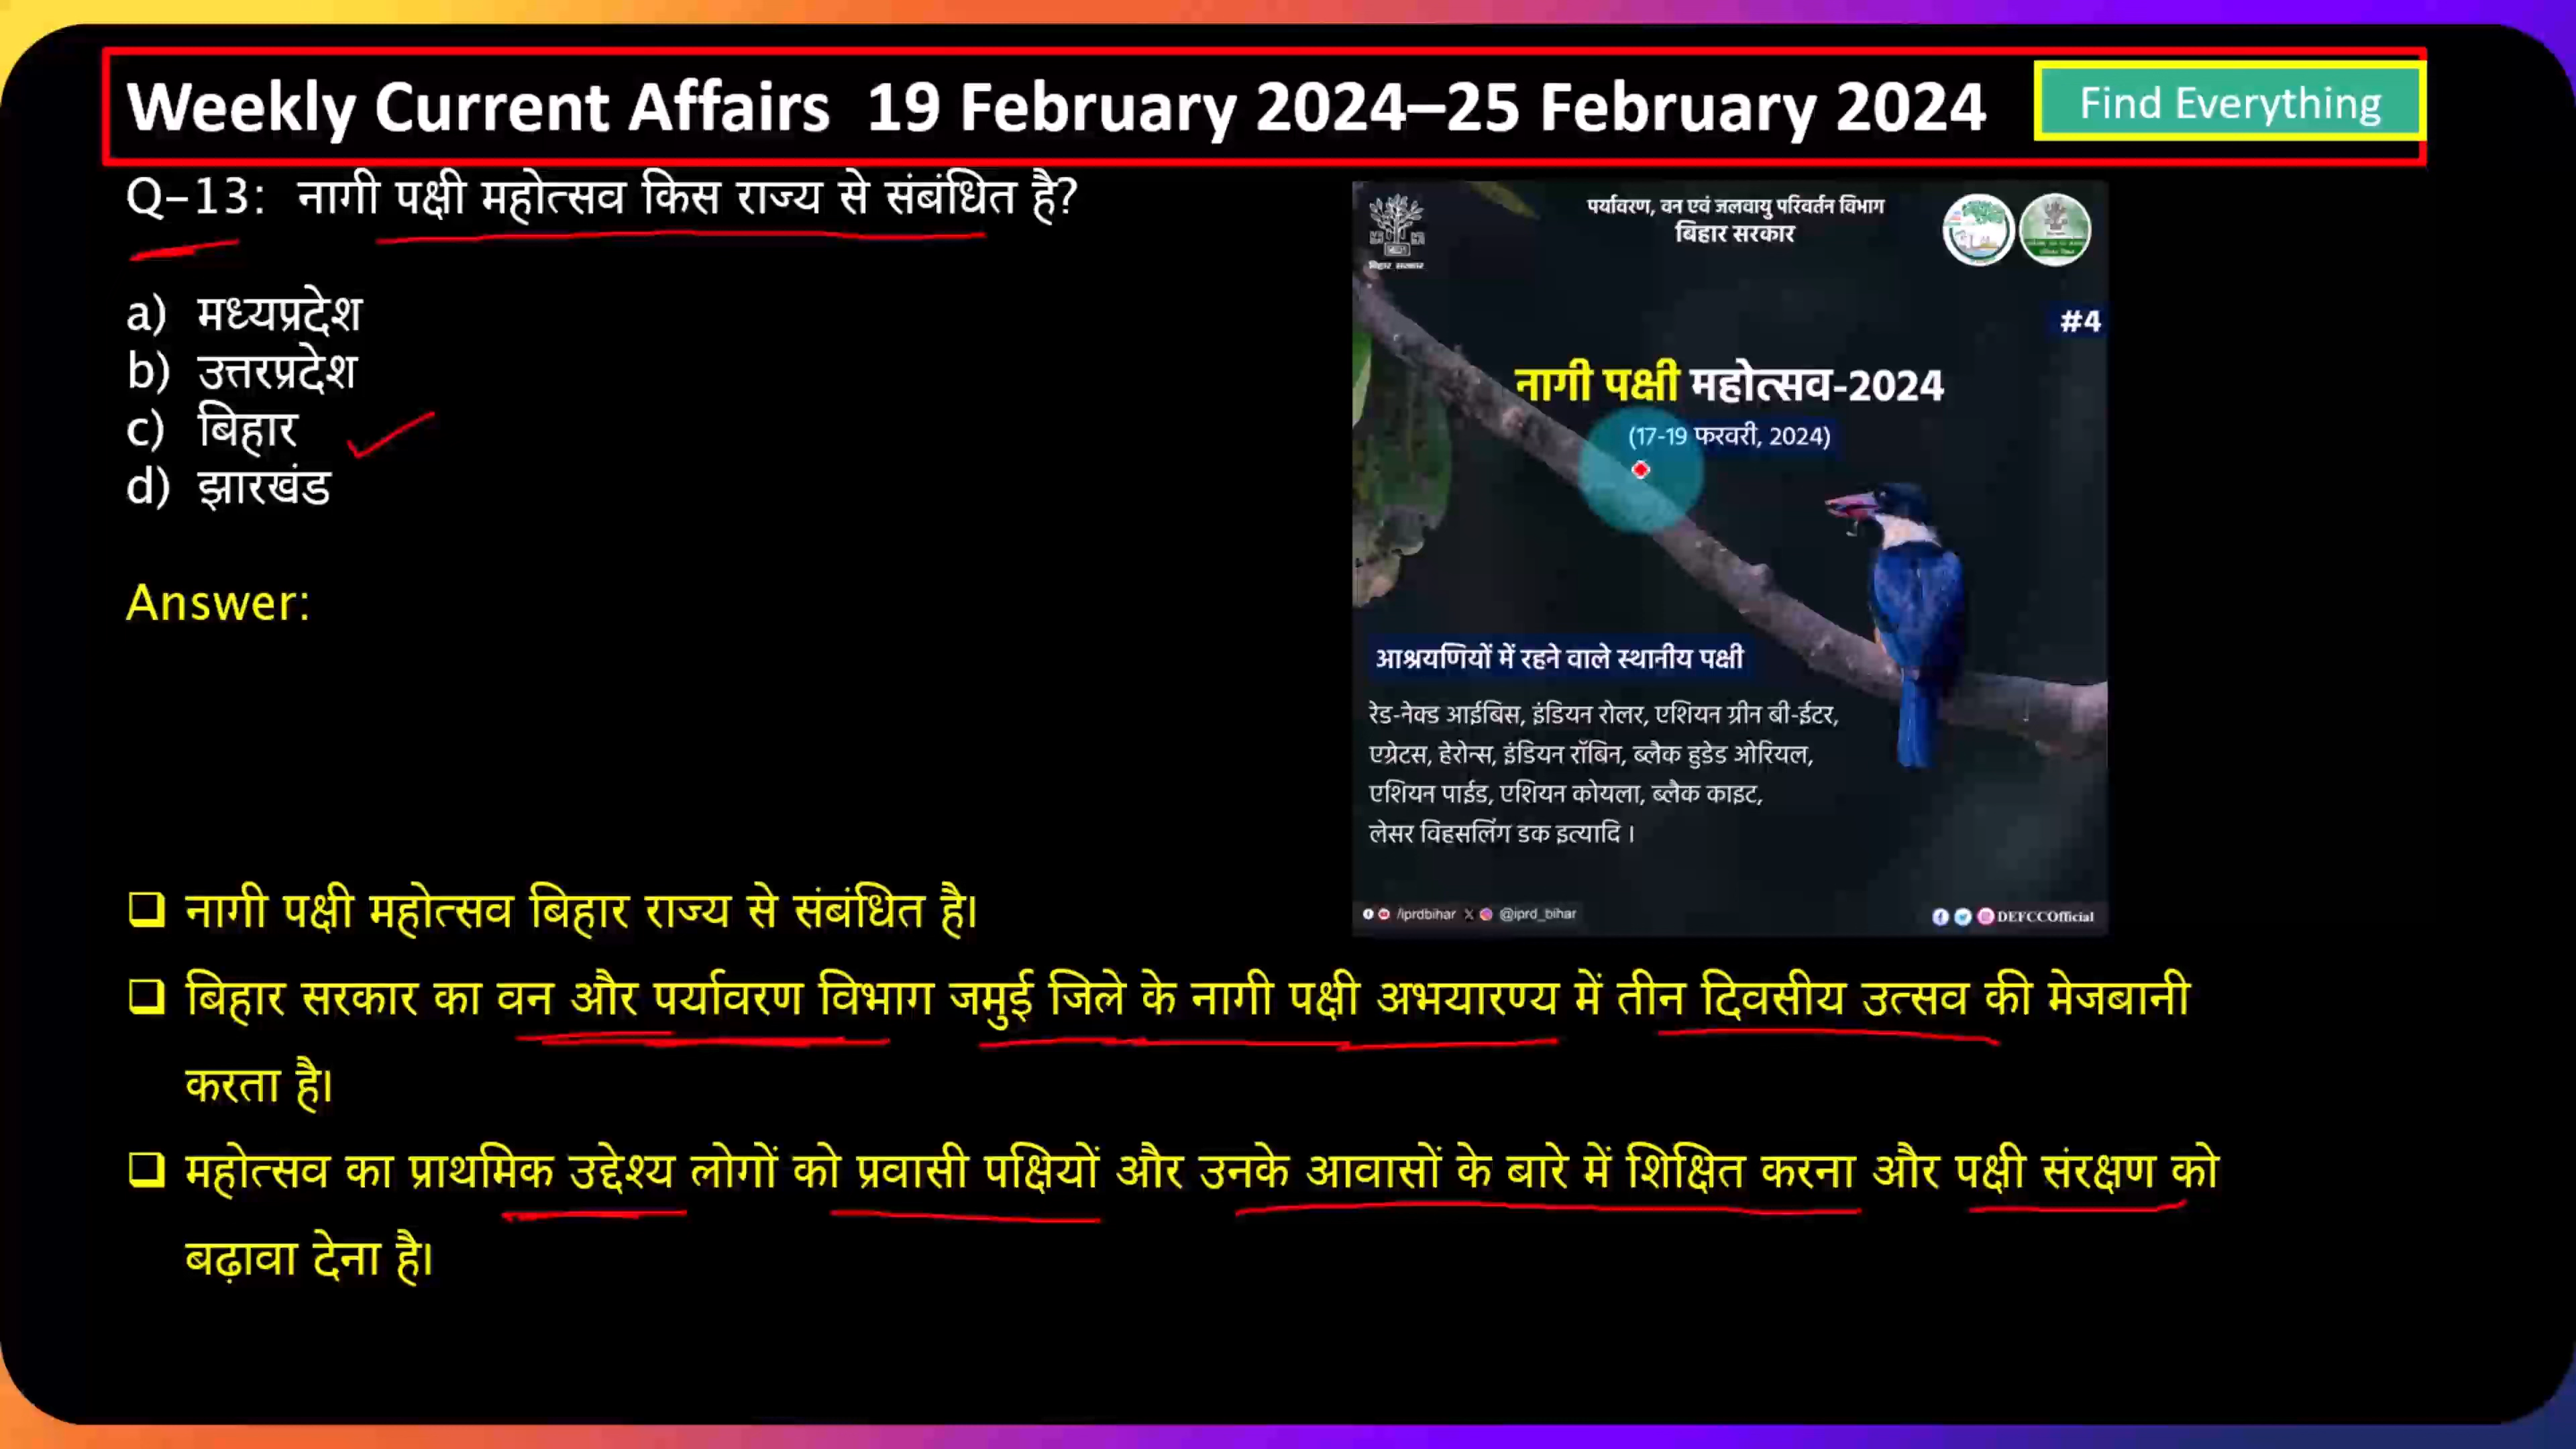 Weekly Current Affairs 19 February 2024–25 February 2024
Find Everything
Q-13: नागी पक्षी महोत्सव किस राज्य से संबंधित है?
a) मध्यप्रदेश
b) उत्तरप्रदेश
c) बिहार
d) झारखंड
Answer:
पर्यावरण, वन एवं जलवायु परिवर्तन विभाग
बिहार सरकार
बिहार सरकार
#4
नागी पक्षी महोत्सव-2024
(17-19 फरवरी, 2024)
आश्रयणियों में रहने वाले स्थानीय पक्षी
रेड-नेक्ड आईबिस, इंडियन रोलर, एशियन ग्रीन बी-ईटर,
एग्रेटस, हेरोन्स, इंडियन रॉबिन, ब्लैक हुडेड ओरियल,
एशियन पाईड, एशियन कोयला, ब्लैक काइट,
लेसर विहसलिंग डक इत्यादि ।
/iprdbihar @iprd_bihar
DEFCCOfficial
नागी पक्षी महोत्सव बिहार राज्य से संबंधित है।
बिहार सरकार का वन और पर्यावरण विभाग जमुई जिले के नागी पक्षी अभयारण्य में तीन दिवसीय उत्सव की मेजबानी
करता है।
महोत्सव का प्राथमिक उद्देश्य लोगों को प्रवासी पक्षियों और उनके आवासों के बारे में शिक्षित करना और पक्षी संरक्षण को
बढ़ावा देना है।